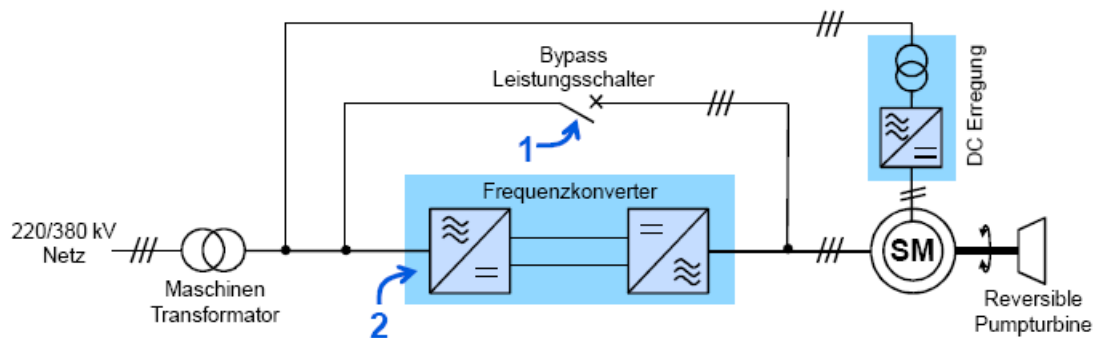 Bypass
Leistungsschalter
1
DC Erregung
Frequenzkonverter
220/380 kV
Netz
SM
Maschinen
Transformator
2
Reversible
Pumpturbine